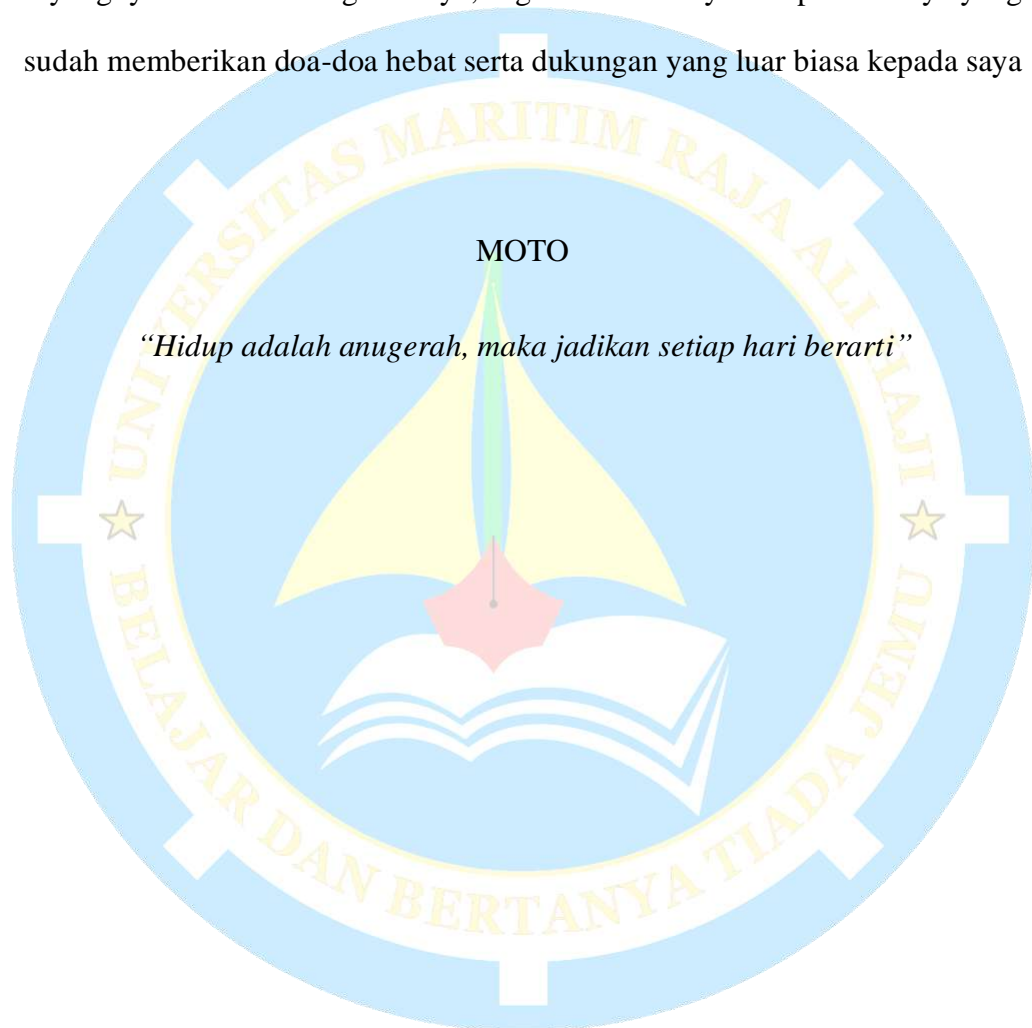 sudah memberikan doa-doa hebat serta dukungan yang luar biasa kepada saya
UNIVERSITAS MARITIM RAJA ALI HAJI
MOTO
“Hidup adalah anugerah, maka jadikan setiap hari berarti”
BELAJAR DAN BERTANYA TIADA JEMU